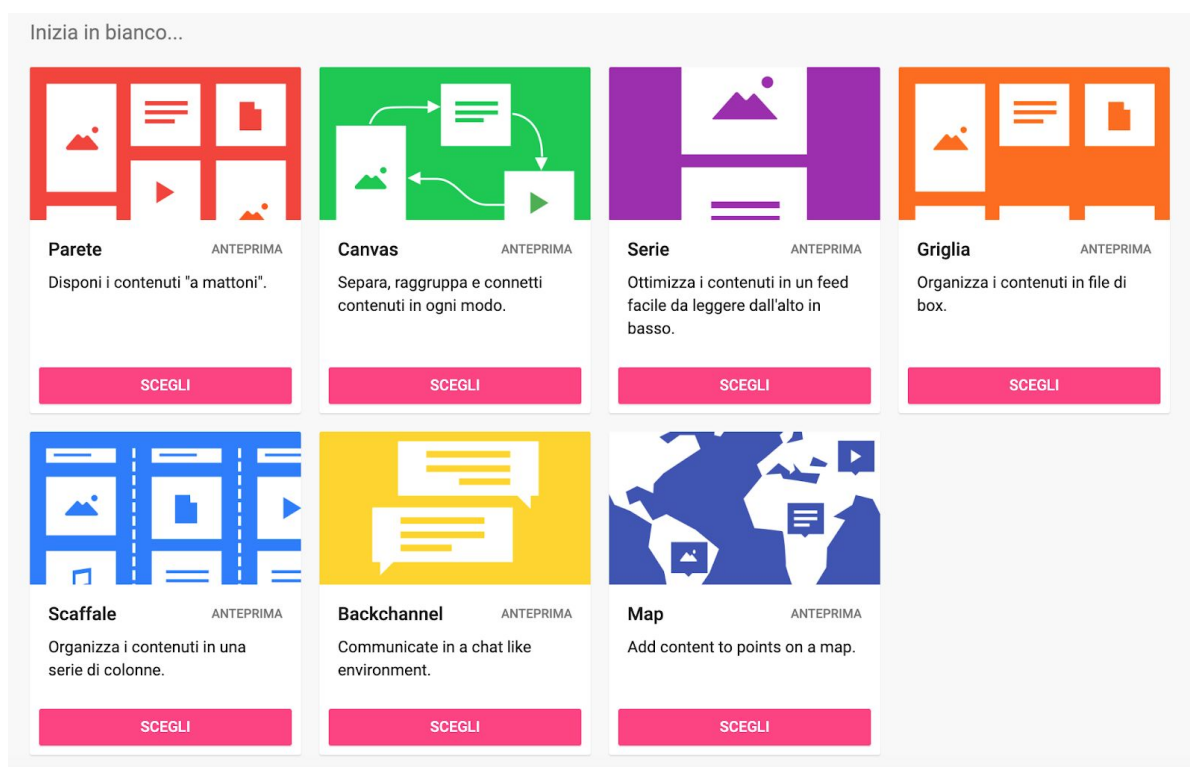 Inizia in bianco...
Parete
ANTEPRIMA
Disponi i contenuti "a mattoni".
SCEGLI
Canvas
ANTEPRIMA
Separa, raggruppa e connetti
contenuti in ogni modo.
SCEGLI
Serie
ANTEPRIMA
Ottimizza i contenuti in un feed
facile da leggere dall'alto in
basso.
SCEGLI
Griglia
ANTEPRIMA
Organizza i contenuti in file di
box.
SCEGLI
Scaffale
ANTEPRIMA
Organizza i contenuti in una
serie di colonne.
SCEGLI
Backchannel
ANTEPRIMA
Communicate in a chat like
environment.
SCEGLI
Map
ANTEPRIMA
Add content to points on a map.
SCEGLI